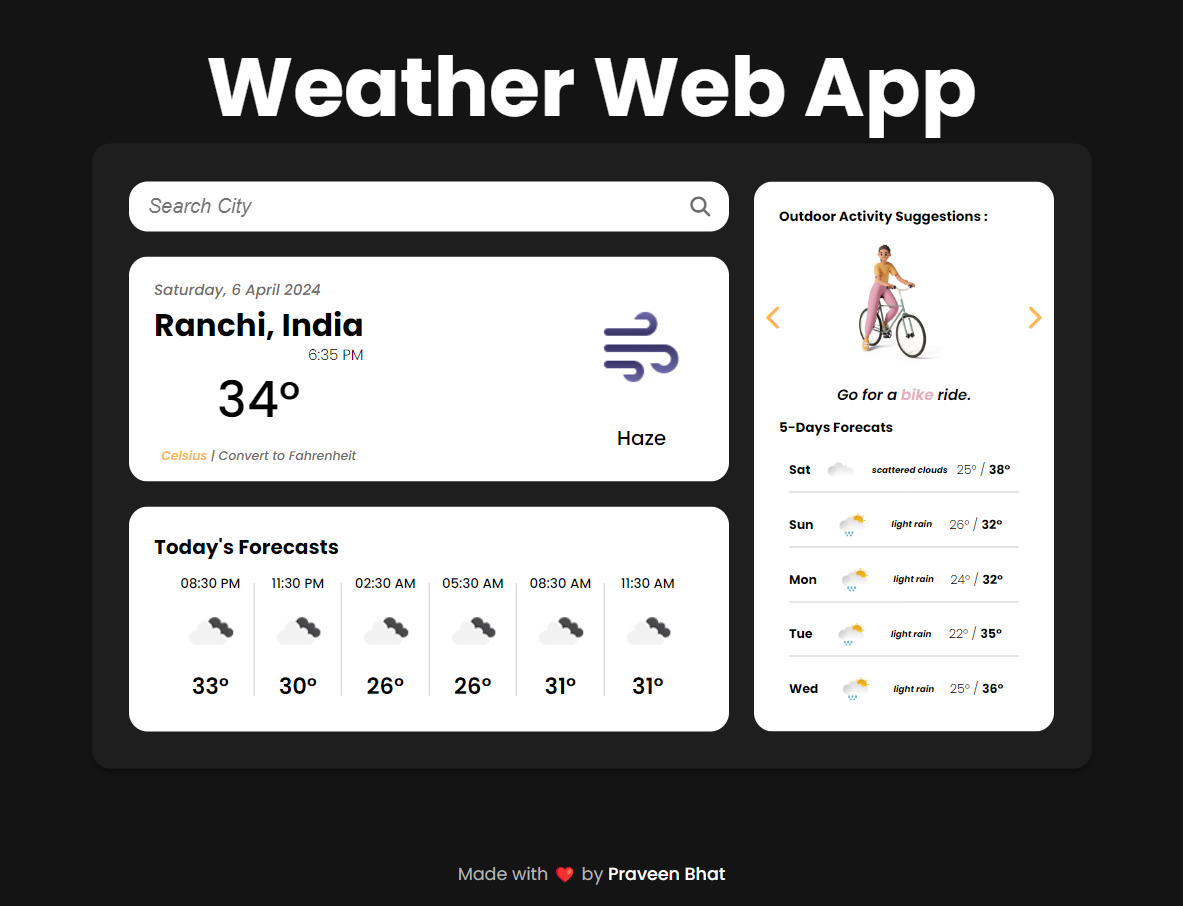 Weather Web App
Search City
Saturday, 6 April 2024
Ranchi, India
6:35 PM
34°
Celsius | Convert to Fahrenheit
Haze
Today's Forecasts
08:30 PM 11:30 PM 02:30 AM 05:30 AM 08:30 AM 11:30 AM
33° 30° 26° 26° 31° 31°
Outdoor Activity Suggestions :
Go for a bike ride.
5-Days Forecats
Sat scattered clouds 25° / 38°
Sun light rain 26° / 32°
Mon light rain 24° / 32°
Tue light rain 22° / 35°
Wed light rain 25° / 36°
Made with ❤️ by Praveen Bhat